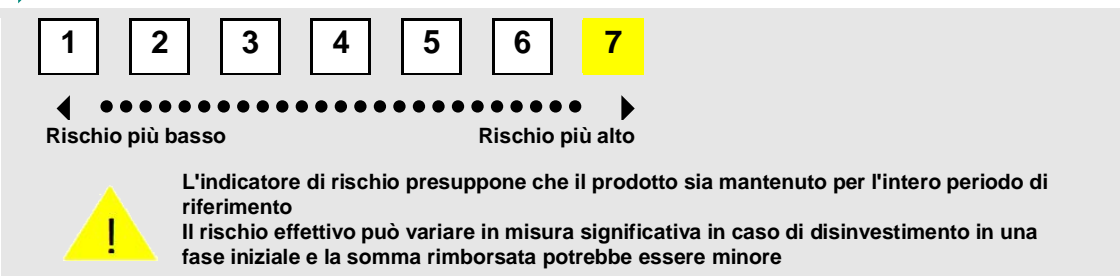 1 2 3 4 5 6 7
Rischio più basso Rischio più alto
L'indicatore di rischio presuppone che il prodotto sia mantenuto per l'intero periodo di
riferimento
Il rischio effettivo può variare in misura significativa in caso di disinvestimento in una
fase iniziale e la somma rimborsata potrebbe essere minore
!